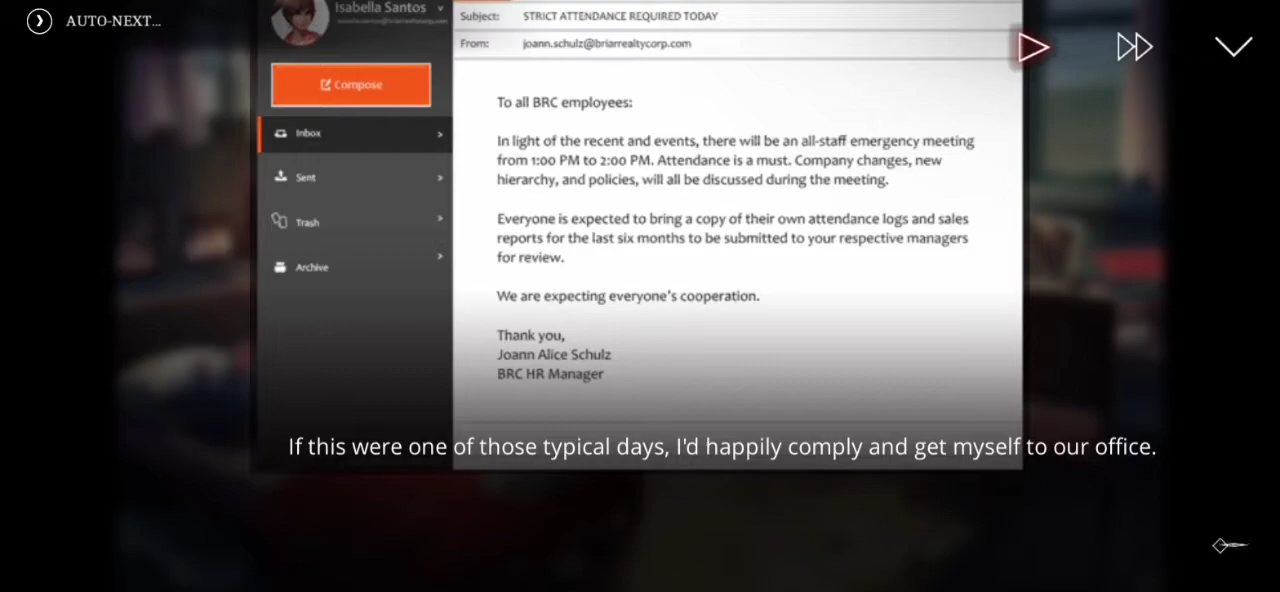 AUTO-NEXT...
Isabella Santos
Subject: STRICT ATTENDANCE REQUIRED TODAY
From: joann.schulz@briarrealtycorp.com
Compose
Inbox
Sent
Trash
Archive
To all BRC employees:
In light of the recent and events, there will be an all-staff emergency meeting
from 1:00 PM to 2:00 PM. Attendance is a must. Company changes, new
hierarchy, and policies, will all be discussed during the meeting.
Everyone is expected to bring a copy of their own attendance logs and sales
reports for the last six months to be submitted to your respective managers
for review.
We are expecting everyone's cooperation.
Thank you,
Joann Alice Schulz
BRC HR Manager
If this were one of those typical days, I'd happily comply and get myself to our office.